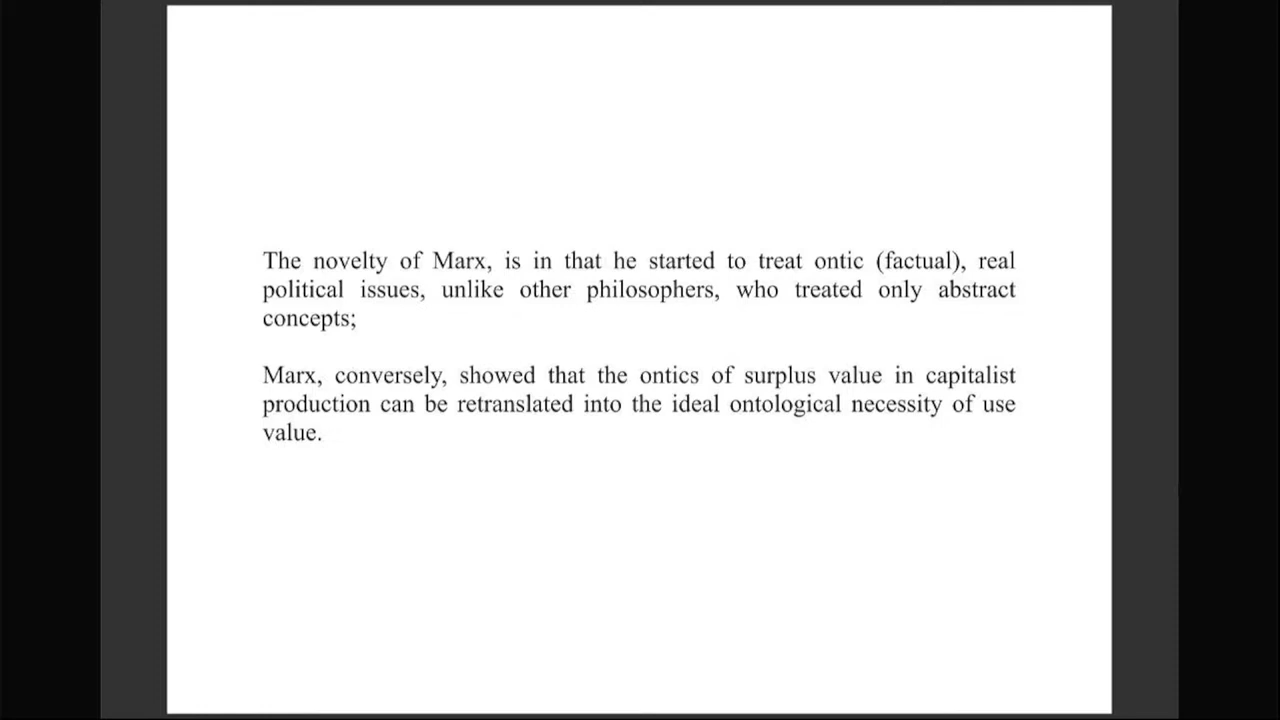 The novelty of Marx, is in that he started to treat ontic (factual), real
political issues, unlike other philosophers, who treated only abstract
concepts;
Marx, conversely, showed that the ontics of surplus value in capitalist
production can be retranslated into the ideal ontological necessity of use
value.